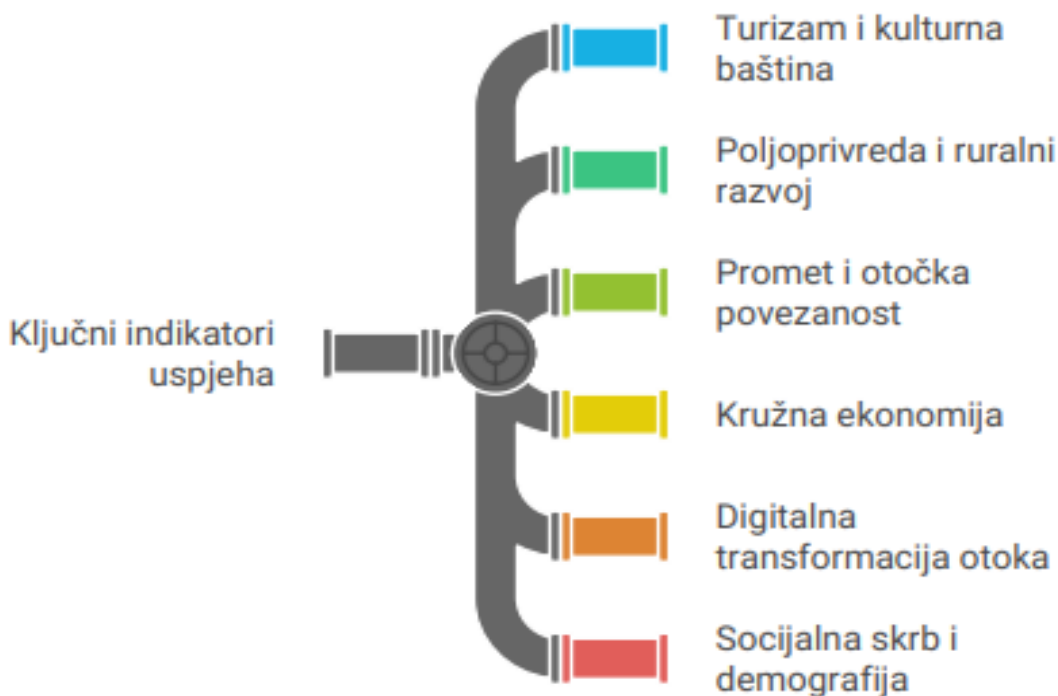 Turizam i kulturna
baština
Poljoprivreda i ruralni
razvoj
Promet i otočka
povezanost
Ključni indikatori
uspjeha
Kružna ekonomija
Digitalna
transformacija otoka
Socijalna skrb i
demografija